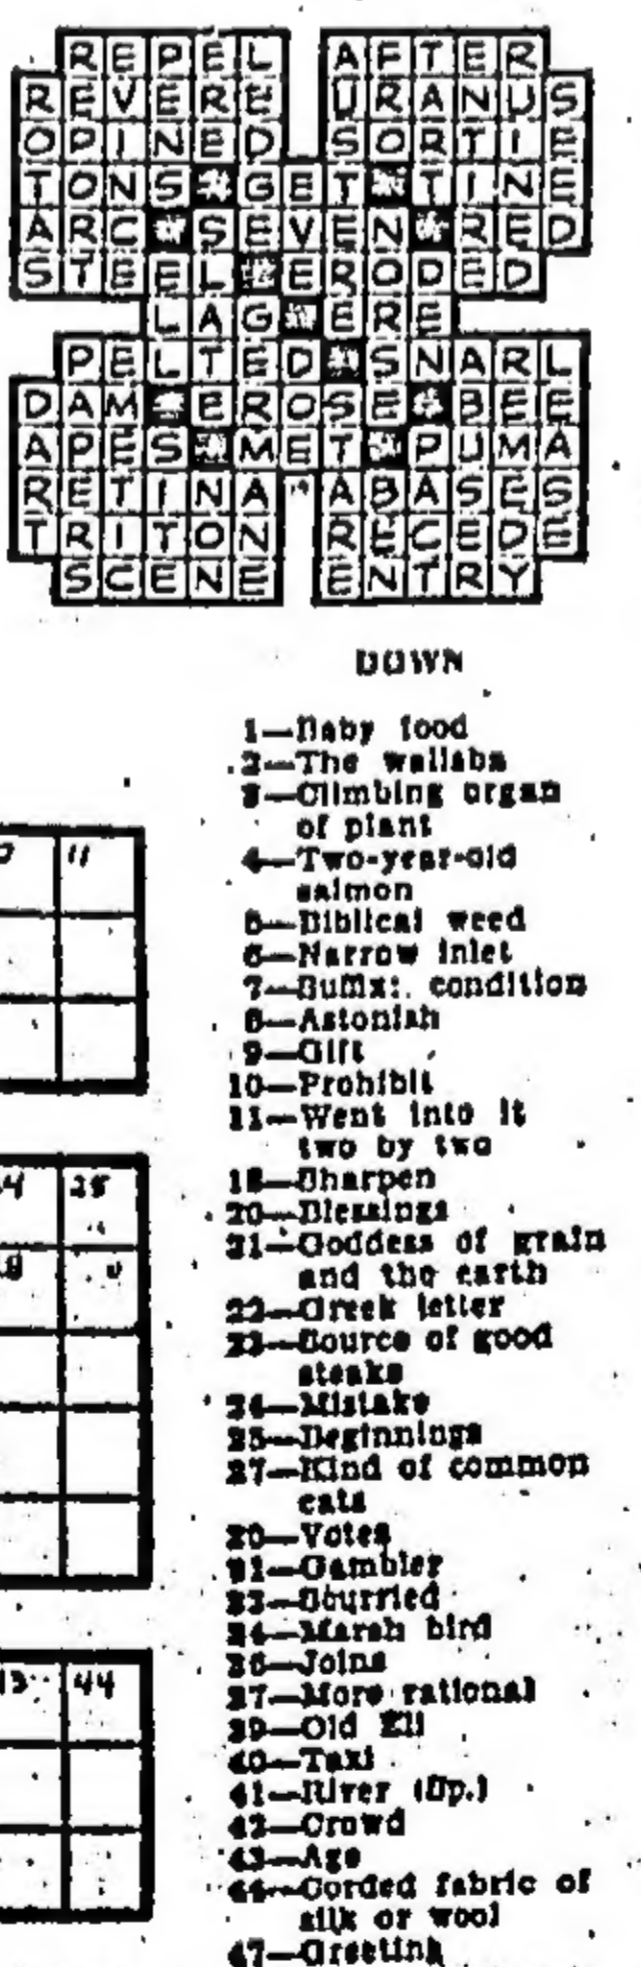 REPEL AFTER
REVERE URANUS
OPINED SORTIE
TONS GET TINE
ARC SEVEN RED
STEEL ERODED
LAG ERE
PELTED SNARL
DAM EROSE BEE
APES MET PUMA
RETINA ABASES
TRITON RECEDE
SCENE ENTRY
DOWN
1—Baby food
2—The wallaba
3—Climbing organ
of plant
4—Two-year-old
salmon
5—Biblical weed
6—Narrow inlet
7—Suffix: condition
8—Astonish
9—Gift
10—Prohibit
11—Went into it
two by two
11
18—Sharpen
20—Blessings
25
21—Goddess of grain
and the earth
22—Greek letter
23—Source of good
steaks
24—Mistake
25—Beginnings
27—Kind of common
cats
Votes
31—Gambler
33—Scurried
34—Marsh bird
36—Joins
44
37—More rational
39—Old Eli
40—Taxi
41—River (Sp.)
42—Crowd
43—Age
44—Corded fabric of
silk or wool
47—Greeting